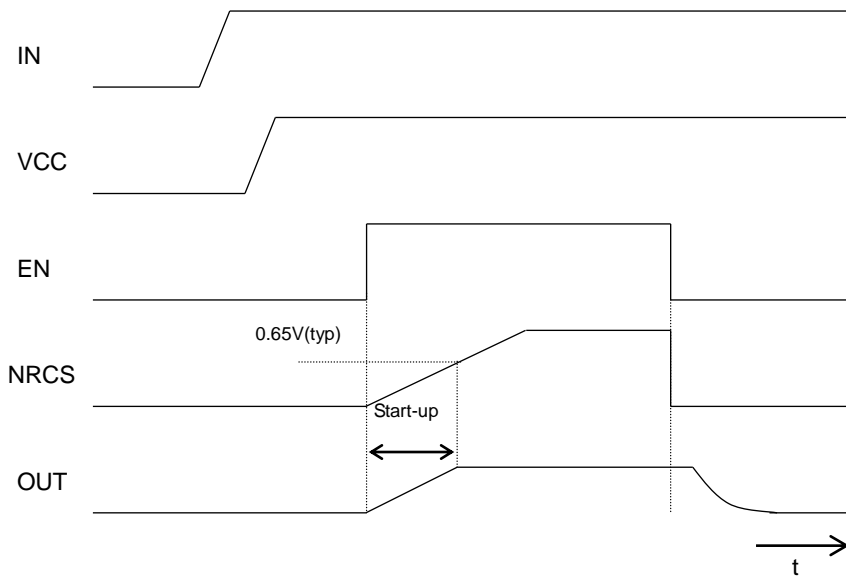 IN
VCC
EN
0.65V(typ)
NRCS
Start-up
OUT
t